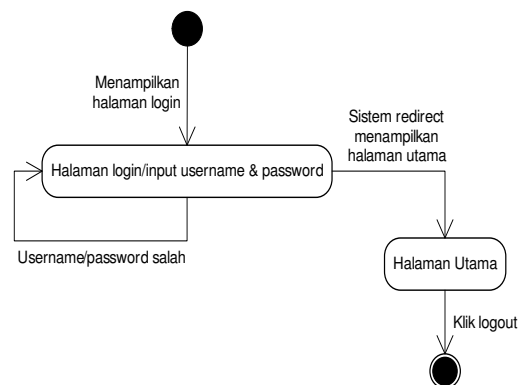 Menampilkan
halaman login
Sistem redirect
menampilkan
halaman utama
Halaman login/input username & password
Username/password salah
Halaman Utama
Klik logout